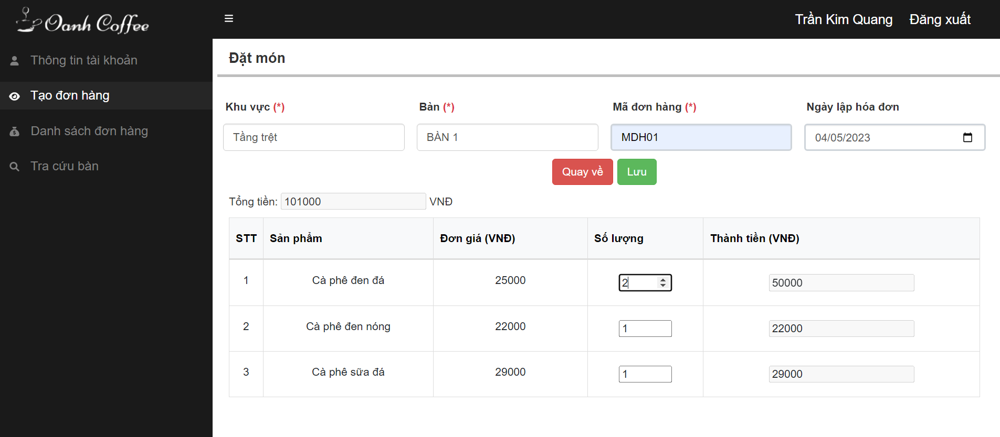 Oanh Coffee
Trần Kim Quang Đăng xuất
Thông tin tài khoản
Tạo đơn hàng
Danh sách đơn hàng
Tra cứu bàn
Đặt món
Khu vực (*) Bàn (*) Mã đơn hàng (*) Ngày lập hóa đơn
Tầng trệt BÀN 1 MDH01 04/05/2023
Quay về Lưu
Tổng tiền: 101000 VNĐ
STT Sản phẩm Đơn giá (VNĐ) Số lượng Thành tiền (VNĐ)
1 Cà phê đen đá 25000 2 50000
2 Cà phê đen nóng 22000 1 22000
3 Cà phê sữa đá 29000 1 29000